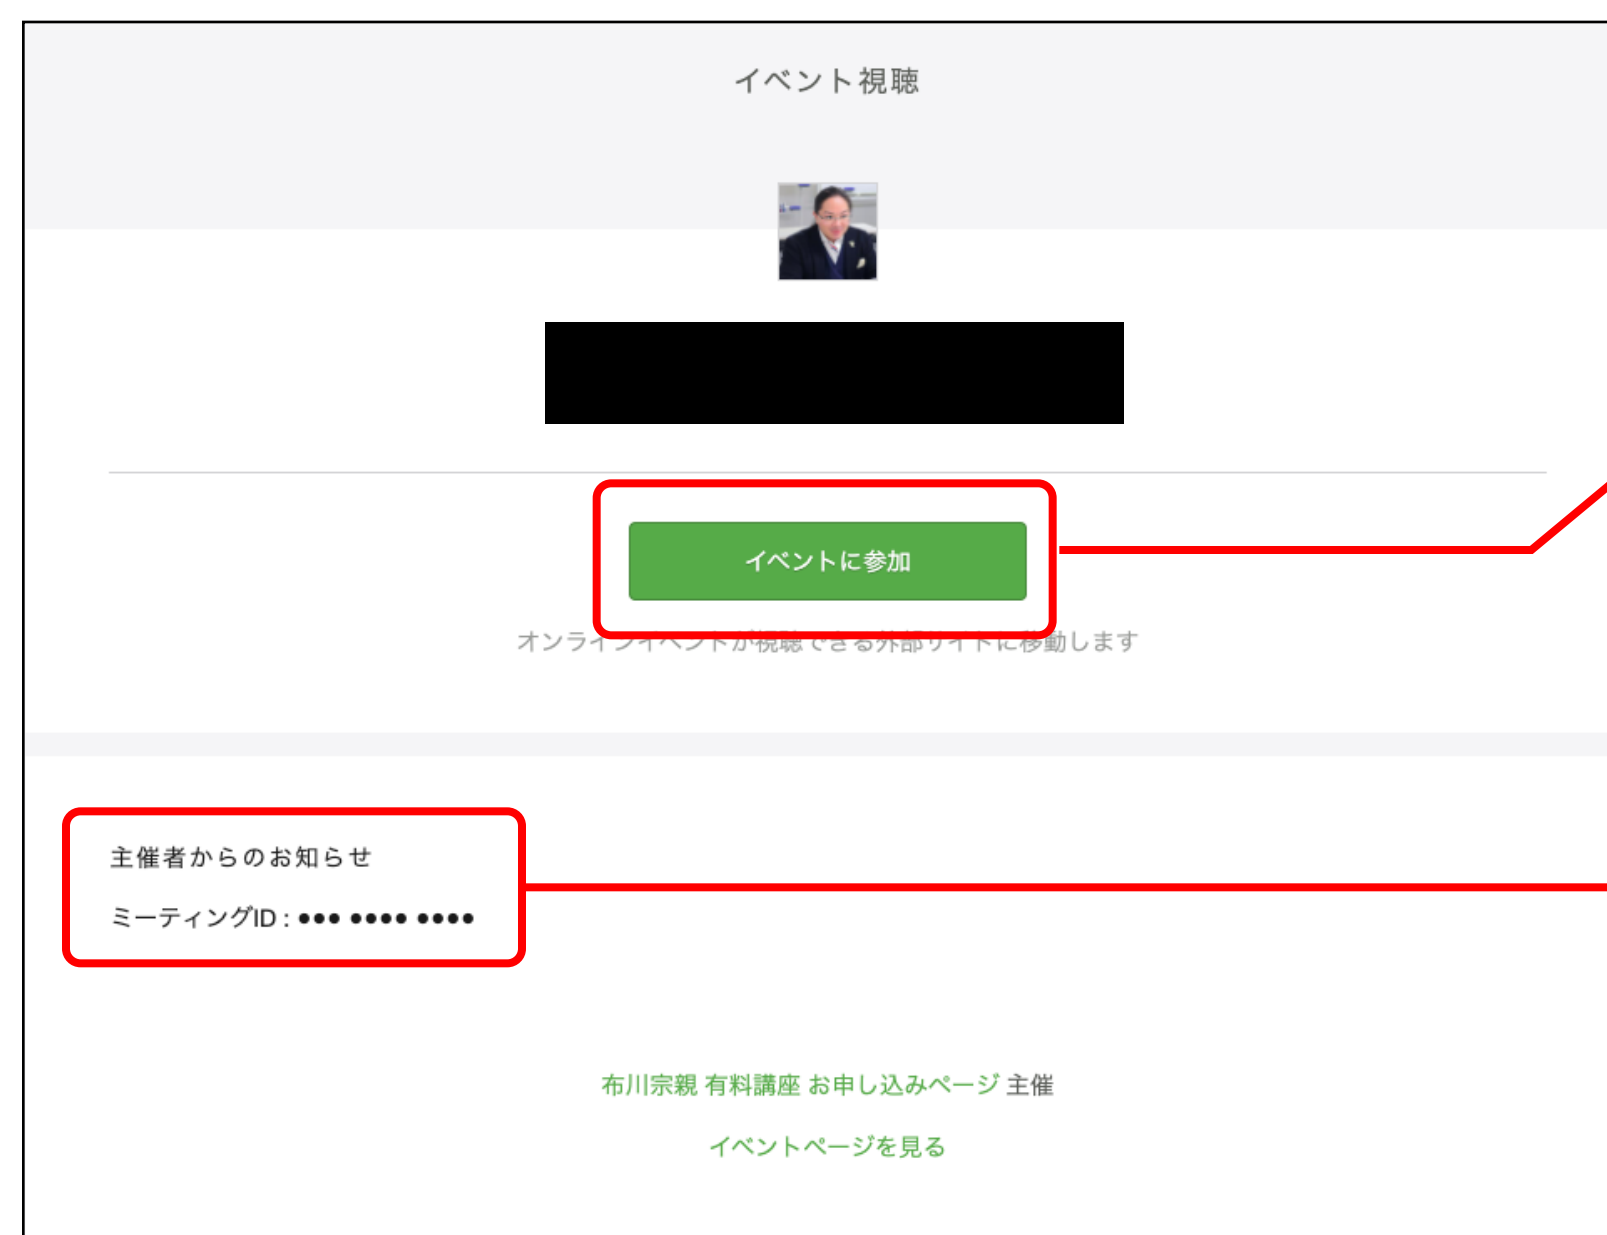 イベント視聴
イベントに参加
オンラインイベントが視聴できる外部サイトに移動します
主催者からのお知らせ
ミーティングID : ●●● ●●●● ●●●●
布川宗親 有料講座 お申し込みページ 主催
イベントページを見る